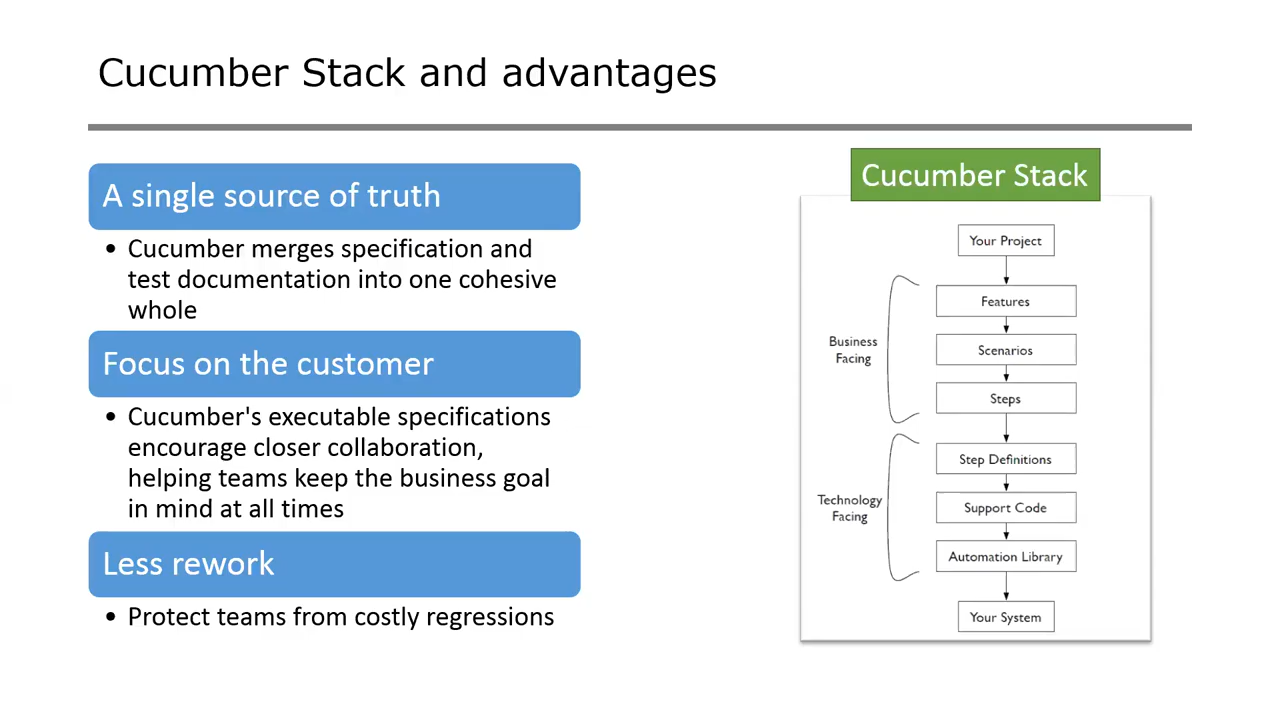 Cucumber Stack and advantages
A single source of truth
• Cucumber merges specification and
test documentation into one cohesive
whole
Focus on the customer
• Cucumber's executable specifications
encourage closer collaboration,
helping teams keep the business goal
in mind at all times
Less rework
• Protect teams from costly regressions
Cucumber Stack
Your Project
Business
Facing
Features
Scenarios
Steps
Technology
Facing
Step Definitions
Support Code
Automation Library
Your System